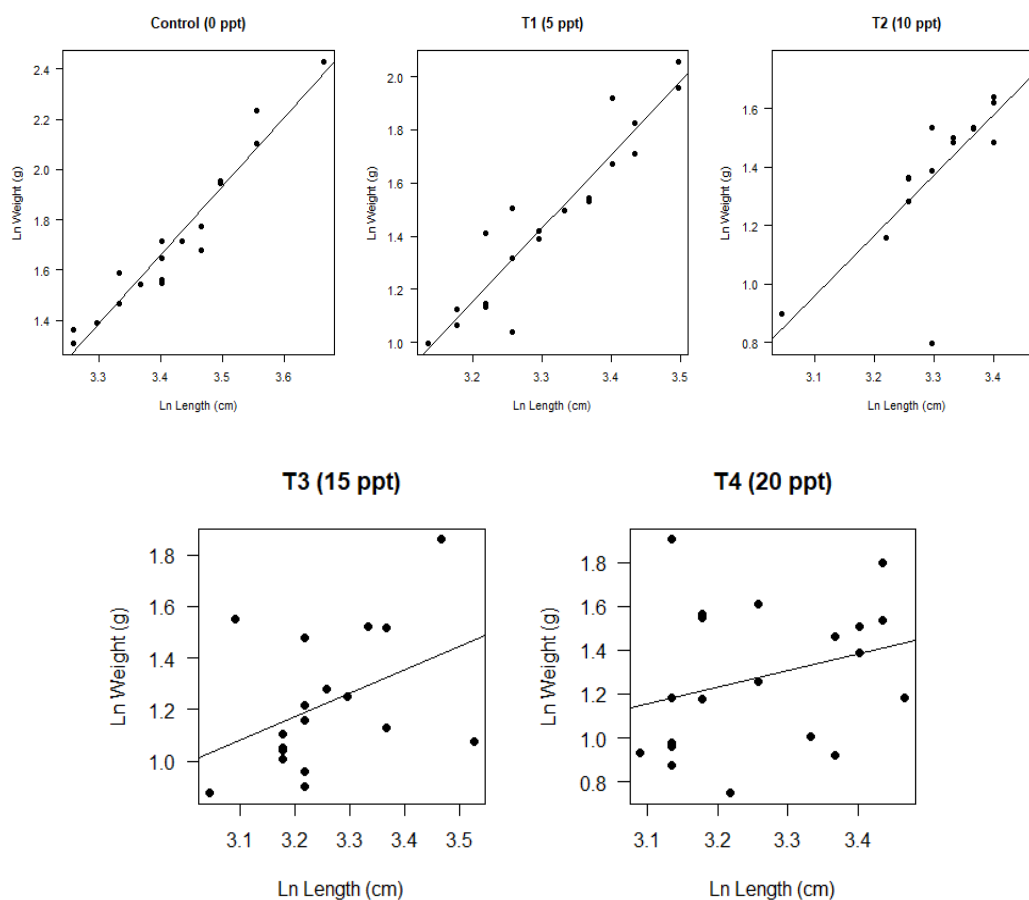 Control (0 ppt)
Ln Weight (g)
2.4
2.2
2.0
1.8
1.6
1.4
3.3 3.4 3.5 3.6
Ln Length (cm)
T1 (5 ppt)
Ln Weight (g)
2.0
1.8
1.6
1.4
1.2
1.0
3.2 3.3 3.4 3.5
Ln Length (cm)
T2 (10 ppt)
Ln Weight (g)
1.6
1.4
1.2
1.0
0.8
3.1 3.2 3.3 3.4
Ln Length (cm)
T3 (15 ppt)
Ln Weight (g)
1.8
1.6
1.4
1.2
1.0
3.1 3.2 3.3 3.4 3.5
Ln Length (cm)
T4 (20 ppt)
Ln Weight (g)
1.8
1.6
1.4
1.2
1.0
0.8
3.1 3.2 3.3 3.4
Ln Length (cm)